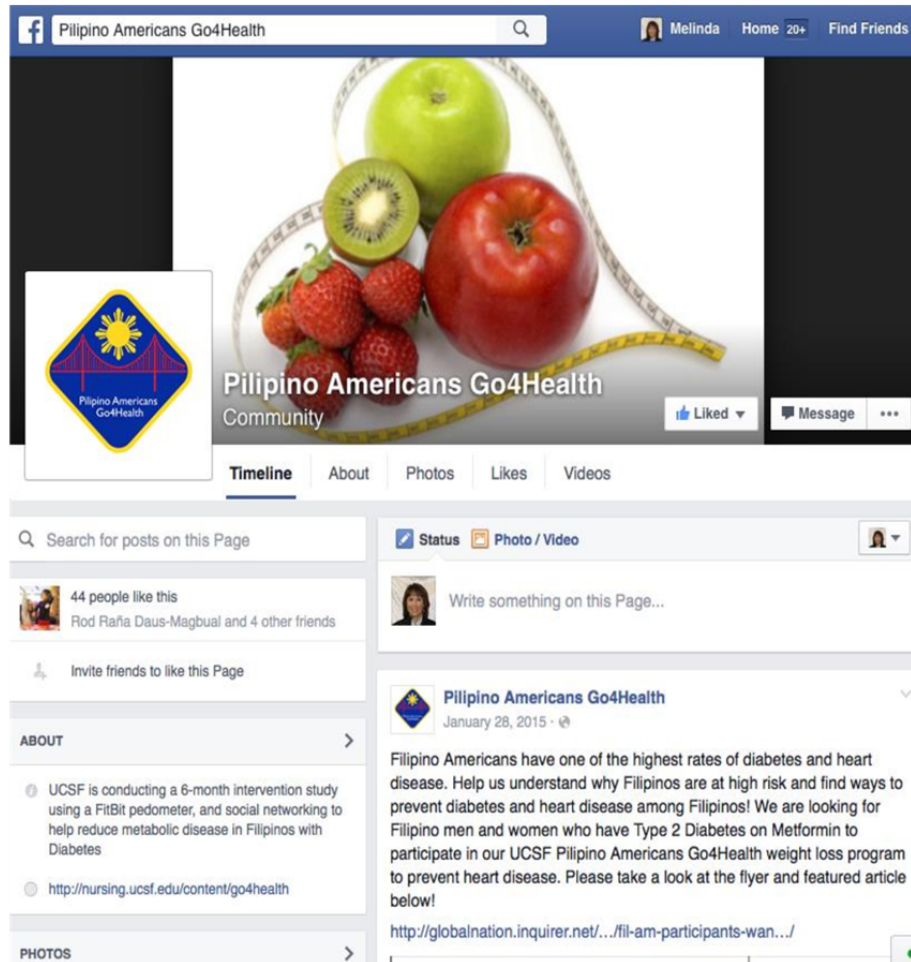 Pilipino Americans Go4Health
Melinda
Home 20+
Find Friends
Pilipino Americans
Go4Health
Pilipino Americans Go4Health
Community
Liked
Message
Timeline
About
Photos
Likes
Videos
Search for posts on this Page
44 people like this
Rod Raña Daus-Magbual and 4 other friends
Invite friends to like this Page
ABOUT
UCSF is conducting a 6-month intervention study
using a FitBit pedometer, and social networking to
help reduce metabolic disease in Filipinos with
Diabetes
http://nursing.ucsf.edu/content/go4health
PHOTOS
Status
Photo / Video
Write something on this Page...
Pilipino Americans Go4Health
January 28, 2015 ·
Filipino Americans have one of the highest rates of diabetes and heart
disease. Help us understand why Filipinos are at high risk and find ways to
prevent diabetes and heart disease among Filipinos! We are looking for
Filipino men and women who have Type 2 Diabetes on Metformin to
participate in our UCSF Pilipino Americans Go4Health weight loss program
to prevent heart disease. Please take a look at the flyer and featured article
below!
http://globalnation.inquirer.net/.../fil-am-participants-wan.../